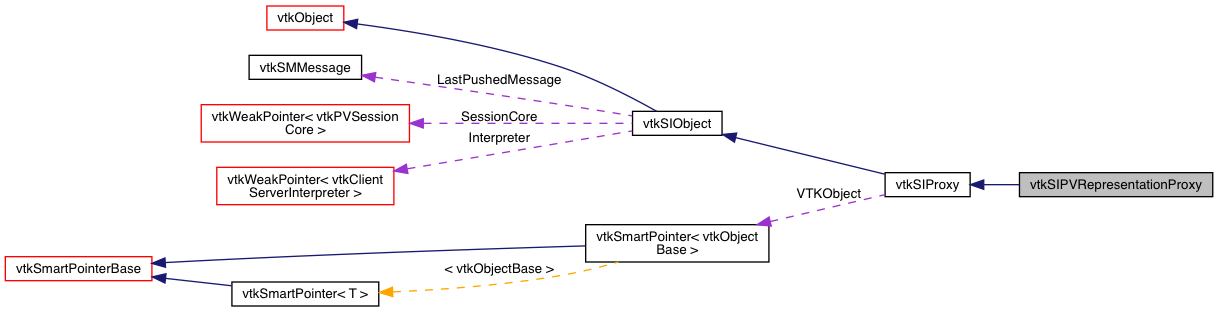 vtkObject
vtkSMMessage
LastPushedMessage
vtkWeakPointer< vtkPVSession
Core >
SessionCore
vtkSIObject
Interpreter
vtkWeakPointer< vtkClient
ServerInterpreter >
vtkSIProxy
vtkSIPVRepresentationProxy
VTKObject
vtkSmartPointer< vtkObject
Base >
vtkSmartPointerBase
< vtkObjectBase >
vtkSmartPointer< T >